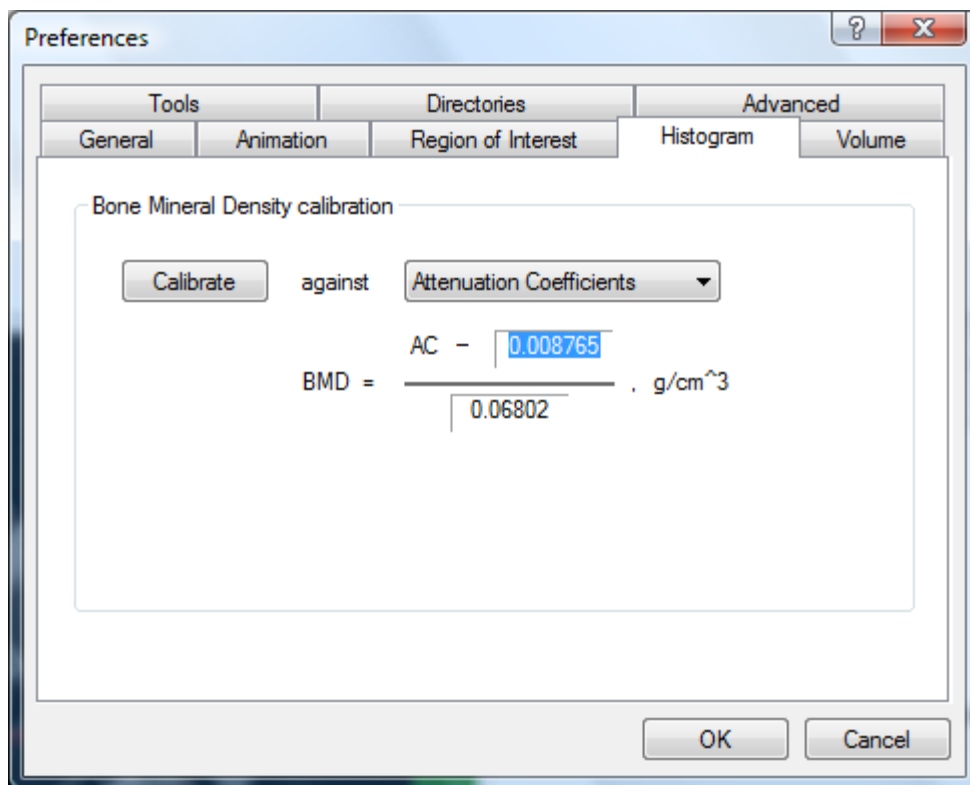 Preferences
Tools Directories Advanced
General Animation Region of Interest Histogram Volume
Bone Mineral Density calibration
Calibrate against Attenuation Coefficients
AC - 0.008765
BMD = , g/cm^3
0.06802
OK Cancel